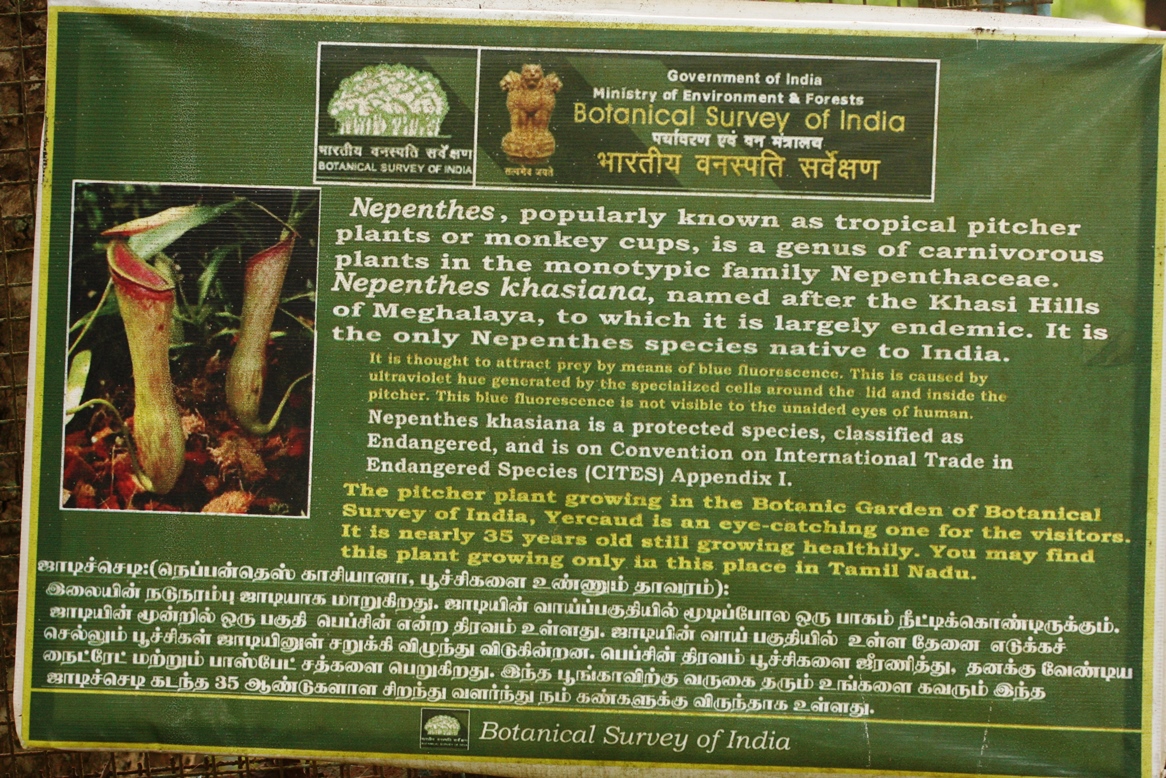 भारतीय वनस्पति सर्वेक्षण
BOTANICAL SURVEY OF INDIA
सत्यमेव जयते
Government of India
Ministry of Environment & Forests
Botanical Survey of India
पर्यावरण एवं वन मंत्रालय
भारतीय वनस्पति सर्वेक्षण
Nepenthes, popularly known as tropical pitcher
plants or monkey cups, is a genus of carnivorous
plants in the monotypic family Nepenthaceae.
Nepenthes khasiana, named after the Khasi Hills
of Meghalaya, to which it is largely endemic. It is
the only Nepenthes species native to India.
It is thought to attract prey by means of blue fluorescence. This is caused by
ultraviolet hue generated by the specialized cells around the lid and inside the
pitcher. This blue fluorescence is not visible to the unaided eyes of human.
Nepenthes khasiana is a protected species, classified as
Endangered, and is on Convention on International Trade in
Endangered Species (CITES) Appendix I.
The pitcher plant growing in the Botanic Garden of Botanical
Survey of India, Yercaud is an eye-catching one for the visitors.
It is nearly 35 years old still growing healthily. You may find
this plant growing only in this place in Tamil Nadu.
ஜாடிச்செடி:(நெப்பன்தெஸ் காசியானா, பூச்சிகளை உண்ணும் தாவரம்):
இலையின் நடுநரம்பு ஜாடியாக மாறுகிறது. ஜாடியின் வாய்ப்பகுதியில் மூடிப்போல ஒரு பாகம் நீட்டிக்கொண்டிருக்கும்.
ஜாடியின் மூன்றில் ஒரு பகுதி பெப்சின் என்ற திரவம் உள்ளது. ஜாடியின் வாய் பகுதியில் உள்ள தேனை எடுக்கச்
செல்லும் பூச்சிகள் ஜாடியினுள் சறுக்கி விழுந்து விடுகின்றன. பெப்சின் திரவம் பூச்சிகளை ஜீரணித்து, தனக்கு வேண்டிய
நைட்ரேட் மற்றும் பாஸ்பேட் சத்களை பெறுகிறது. இந்த பூங்காவிற்கு வருகை தரும் உங்களை கவரும் இந்த
ஜாடிச்செடி கடந்த 35 ஆண்டுகளாள சிறந்து வளர்ந்து நம் கண்களுக்கு விருந்தாக உள்ளது.
Botanical Survey of India